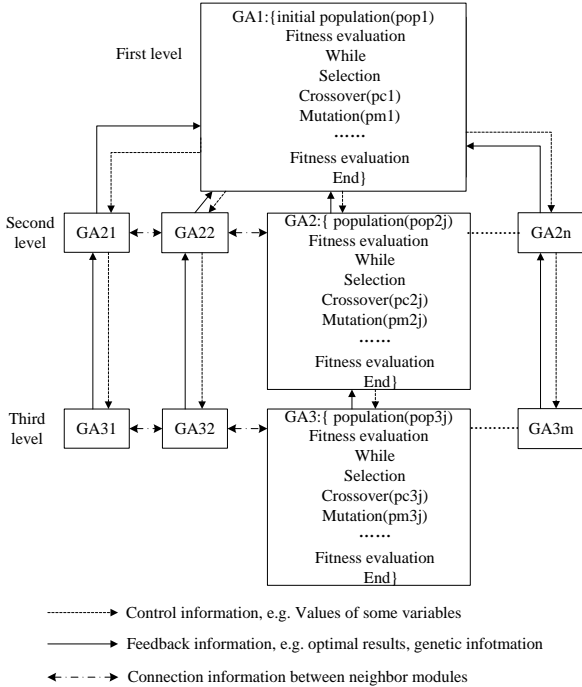 GA1:{initial population(pop1)
Fitness evaluation
While
Selection
Crossover(pc1)
Mutation(pm1)
……
Fitness evaluation
End}
First level
Second level
GA21
GA22
GA2:{ population(pop2j)
Fitness evaluation
While
Selection
Crossover(pc2j)
Mutation(pm2j)
……
Fitness evaluation
End}
GA2n
Third level
GA31
GA32
GA3:{ population(pop3j)
Fitness evaluation
While
Selection
Crossover(pc3j)
Mutation(pm3j)
……
Fitness evaluation
End}
GA3m
Control information, e.g. Values of some variables
Feedback information, e.g. optimal results, genetic infotmation
Connection information between neighbor modules